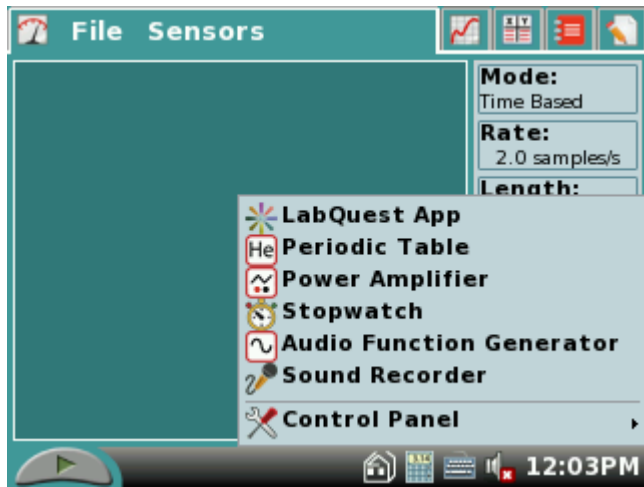 File Sensors
X Y
Mode:
Time Based
Rate:
2.0 samples/s
Length:
LabQuest App
He Periodic Table
Power Amplifier
Stopwatch
Audio Function Generator
Sound Recorder
Control Panel
12:03PM